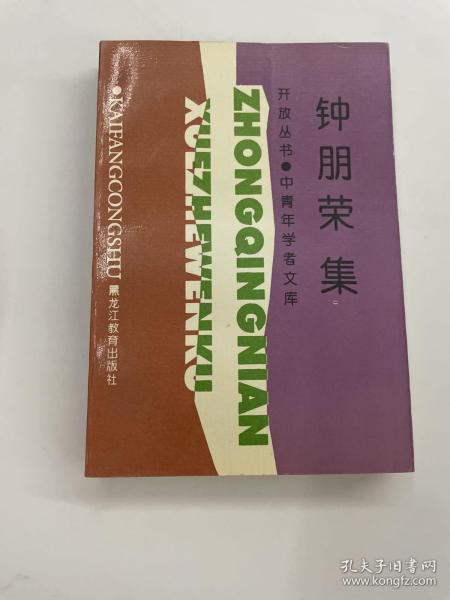 钟朋荣集
开放丛书●中青年学者文库
ZHONGQINGNIAN
XUEZHEWENKU
●KAIFANGCONGSHU
黑龙江教育出版社
孔夫子旧书网
www.kongfz.com